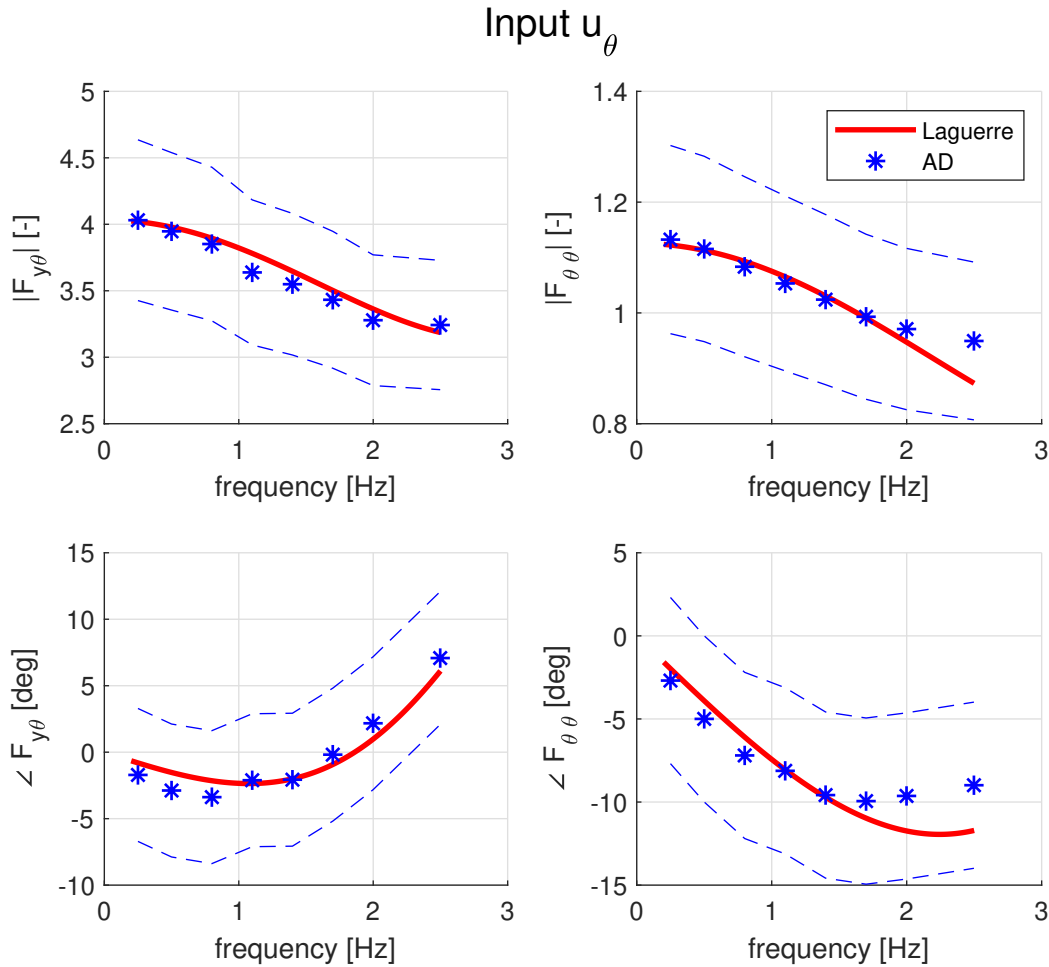 Input u_θ
|F_yθ| [-]
5
4.5
4
3.5
3
2.5
0 1 2 3
frequency [Hz]
|F_θ θ| [-]
1.4
1.2
1
0.8
0 1 2 3
frequency [Hz]
Laguerre
AD
∠ F_yθ [deg]
15
10
5
0
-5
-10
0 1 2 3
frequency [Hz]
∠ F_θ θ [deg]
5
0
-5
-10
-15
0 1 2 3
frequency [Hz]